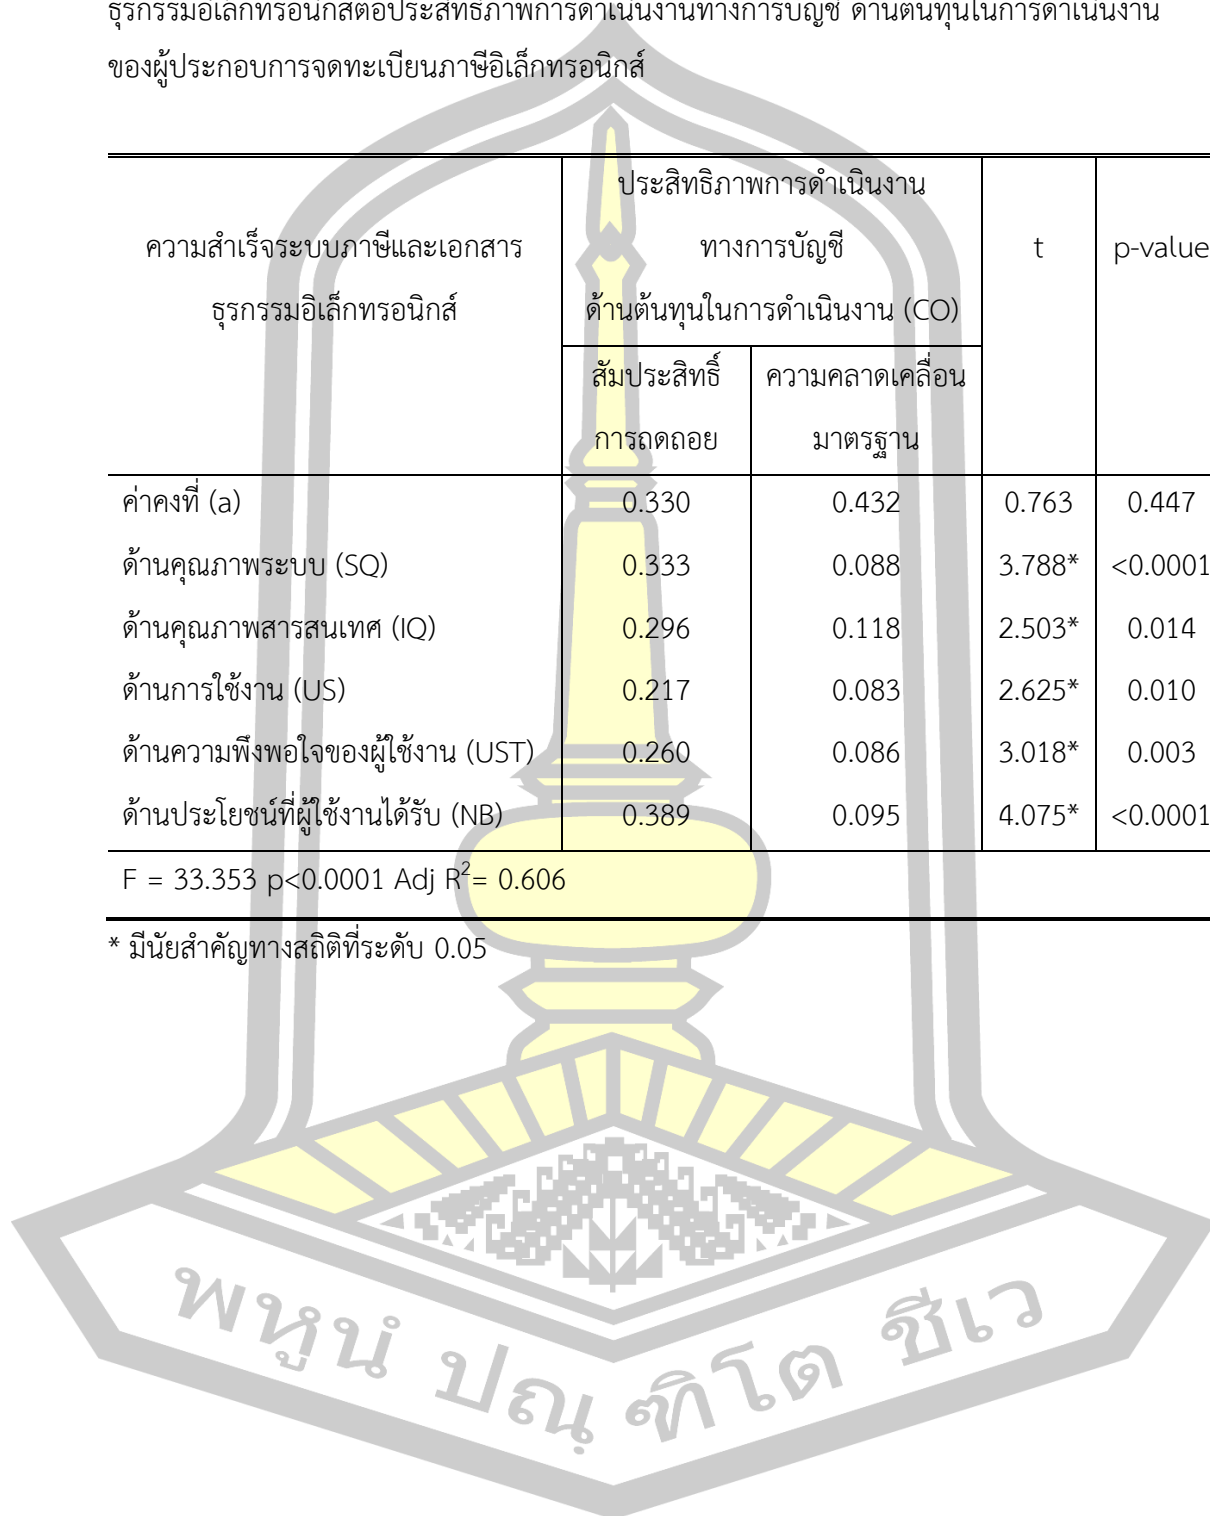 ธุรกรรมอิเล็กทรอนิกส์ต่อประสิทธิภาพการดำเนินงานทางการบัญชี ด้านต้นทุนในการดำเนินงาน
ของผู้ประกอบการจดทะเบียนภาษีอิเล็กทรอนิกส์
ความสำเร็จระบบภาษีและเอกสาร
ธุรกรรมอิเล็กทรอนิกส์
ประสิทธิภาพการดำเนินงาน
ทางการบัญชี
ด้านต้นทุนในการดำเนินงาน (CO)
t
p-value
สัมประสิทธิ์
การถดถอย
ความคลาดเคลื่อน
มาตรฐาน
ค่าคงที่ (a) 0.330 0.432 0.763 0.447
ด้านคุณภาพระบบ (SQ) 0.333 0.088 3.788* <0.0001
ด้านคุณภาพสารสนเทศ (IQ) 0.296 0.118 2.503* 0.014
ด้านการใช้งาน (US) 0.217 0.083 2.625* 0.010
ด้านความพึงพอใจของผู้ใช้งาน (UST) 0.260 0.086 3.018* 0.003
ด้านประโยชน์ที่ผู้ใช้งานได้รับ (NB) 0.389 0.095 4.075* <0.0001
F = 33.353 p<0.0001 Adj R²= 0.606
* มีนัยสำคัญทางสถิติที่ระดับ 0.05
พหูนํ ปณฺฑิโต ชีเว